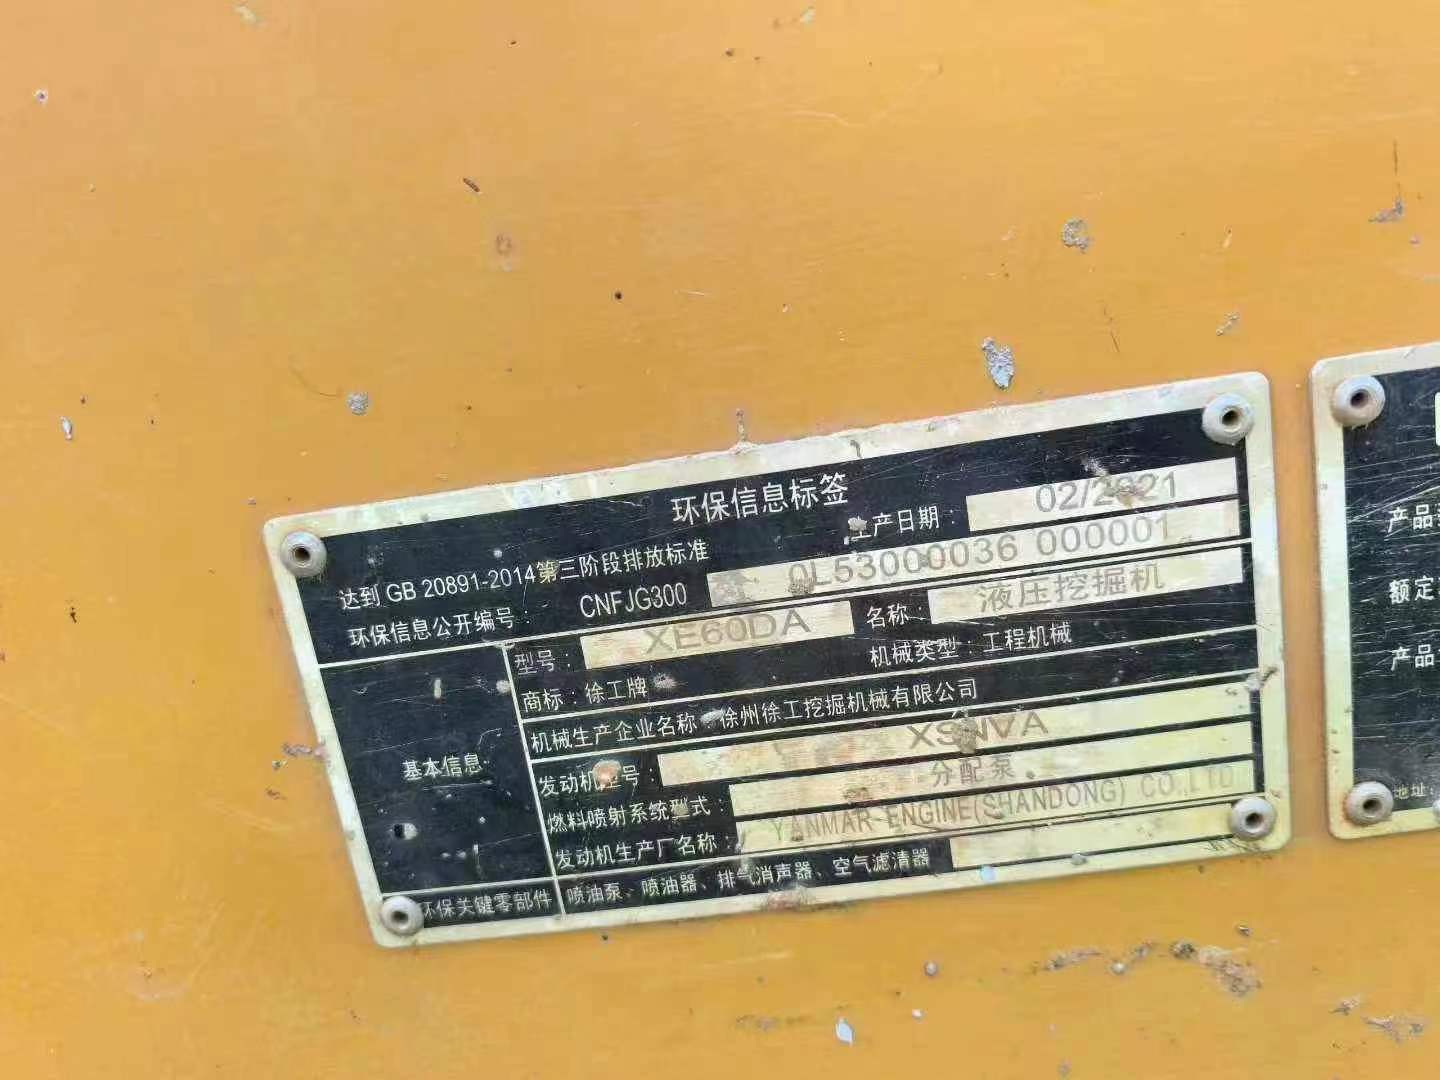 环保信息标签
达到 GB 20891-2014第三阶段排放标准
生产日期： 02/2021
环保信息公开编号： CNFJG300 0L53000036 000001
基本信息
型号： XE60DA 名称： 液压挖掘机
商标：徐工牌 机械类型：工程机械
机械生产企业名称：徐州徐工挖掘机械有限公司
发动机型号： XSNVA
燃料喷射系统型式： 分配泵
发动机生产厂名称： YANMAR ENGINE(SHANDONG) CO.,LTD
环保关键零部件 喷油泵、喷油器、排气消声器、空气滤清器
产品
额定
产品
地址：